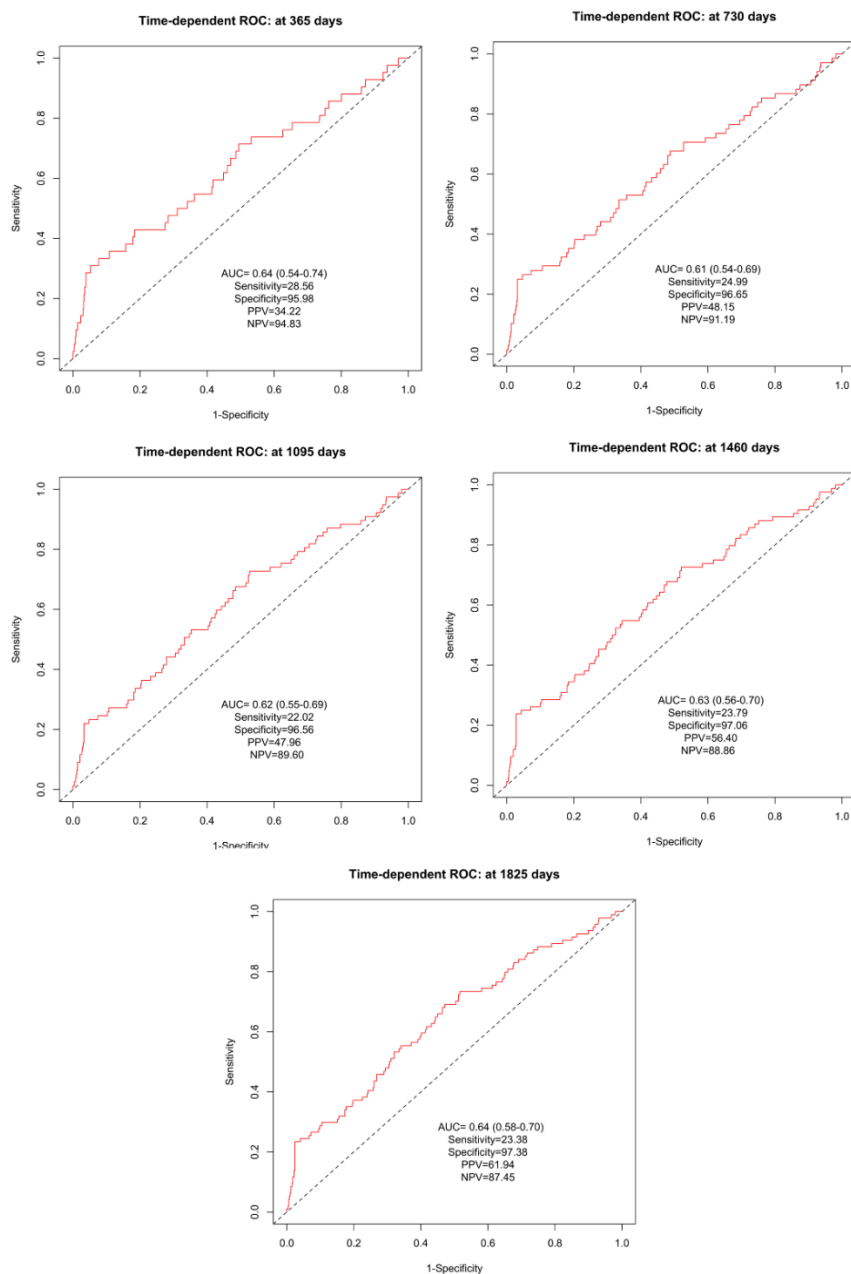 Time-dependent ROC: at 365 days
Sensitivity
0.0
0.2
0.4
0.6
0.8
1.0
AUC= 0.64 (0.54-0.74)
Sensitivity=28.56
Specificity=95.98
PPV=34.22
NPV=94.83
0.0 0.2 0.4 0.6 0.8 1.0
1-Specificity
Time-dependent ROC: at 730 days
Sensitivity
0.0
0.2
0.4
0.6
0.8
1.0
AUC= 0.61 (0.54-0.69)
Sensitivity=24.99
Specificity=96.65
PPV=48.15
NPV=91.19
0.0 0.2 0.4 0.6 0.8 1.0
1-Specificity
Time-dependent ROC: at 1095 days
Sensitivity
0.0
0.2
0.4
0.6
0.8
1.0
AUC= 0.62 (0.55-0.69)
Sensitivity=22.02
Specificity=96.56
PPV=47.96
NPV=89.60
0.0 0.2 0.4 0.6 0.8 1.0
1-Specificity
Time-dependent ROC: at 1460 days
Sensitivity
0.0
0.2
0.4
0.6
0.8
1.0
AUC= 0.63 (0.56-0.70)
Sensitivity=23.79
Specificity=97.06
PPV=56.40
NPV=88.86
0.0 0.2 0.4 0.6 0.8 1.0
1-Specificity
Time-dependent ROC: at 1825 days
Sensitivity
0.0
0.2
0.4
0.6
0.8
1.0
AUC= 0.64 (0.58-0.70)
Sensitivity=23.38
Specificity=97.38
PPV=61.94
NPV=87.45
0.0 0.2 0.4 0.6 0.8 1.0
1-Specificity